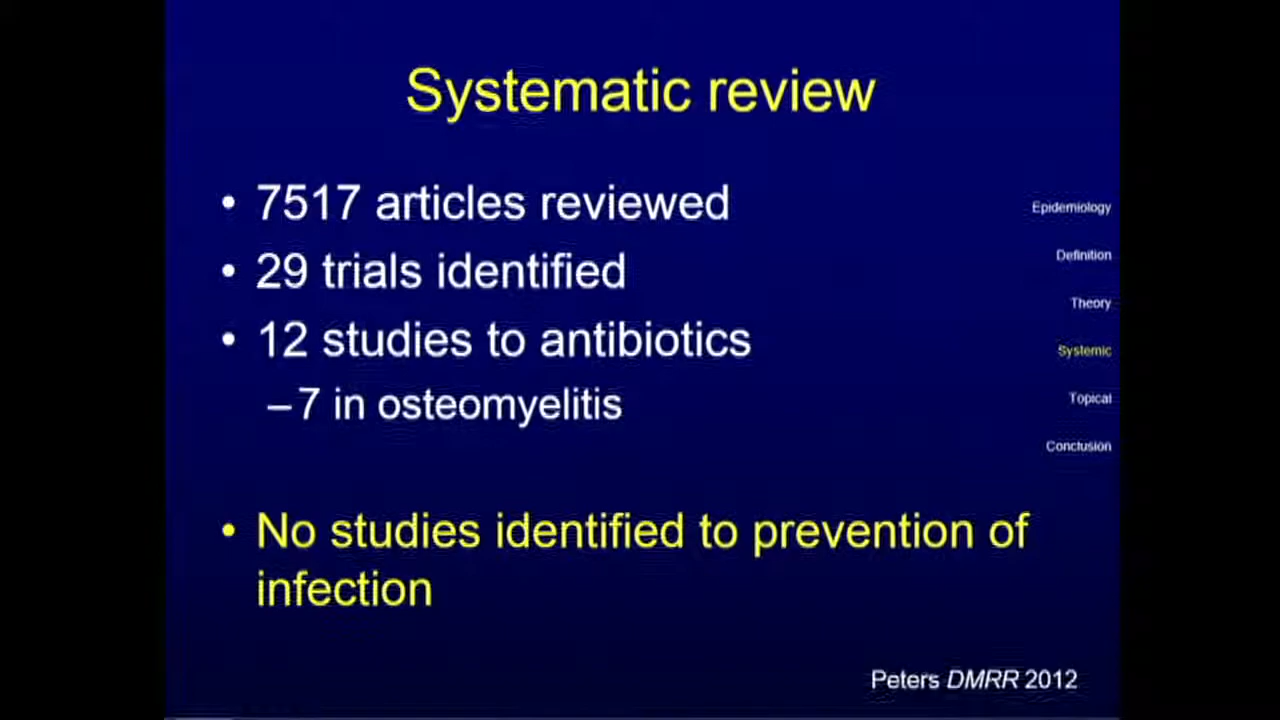 Systematic review
• 7517 articles reviewed
• 29 trials identified
• 12 studies to antibiotics
– 7 in osteomyelitis
• No studies identified to prevention of
infection
Epidemiology
Definition
Theory
Systemic
Topical
Conclusion
Peters DMRR 2012